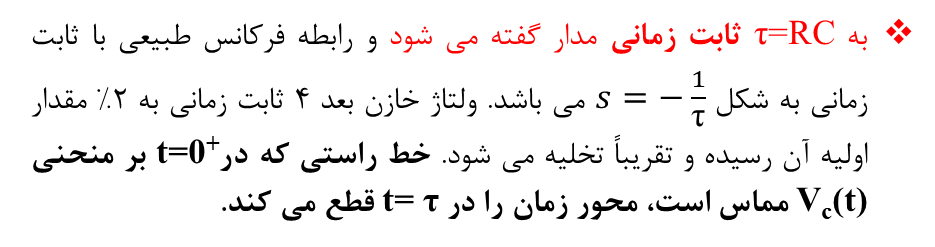 ❖ به τ=RC ثابت زمانی مدار گفته می شود و رابطه فرکانس طبیعی با ثابت
زمانی به شکل s = −1/τ می باشد. ولتاژ خازن بعد ۴ ثابت زمانی به ۲٪ مقدار
اولیه آن رسیده و تقریباً تخلیه می شود. خط راستی که در t=0⁺ بر منحنی
Vc(t) مماس است، محور زمان را در t= τ قطع می کند.